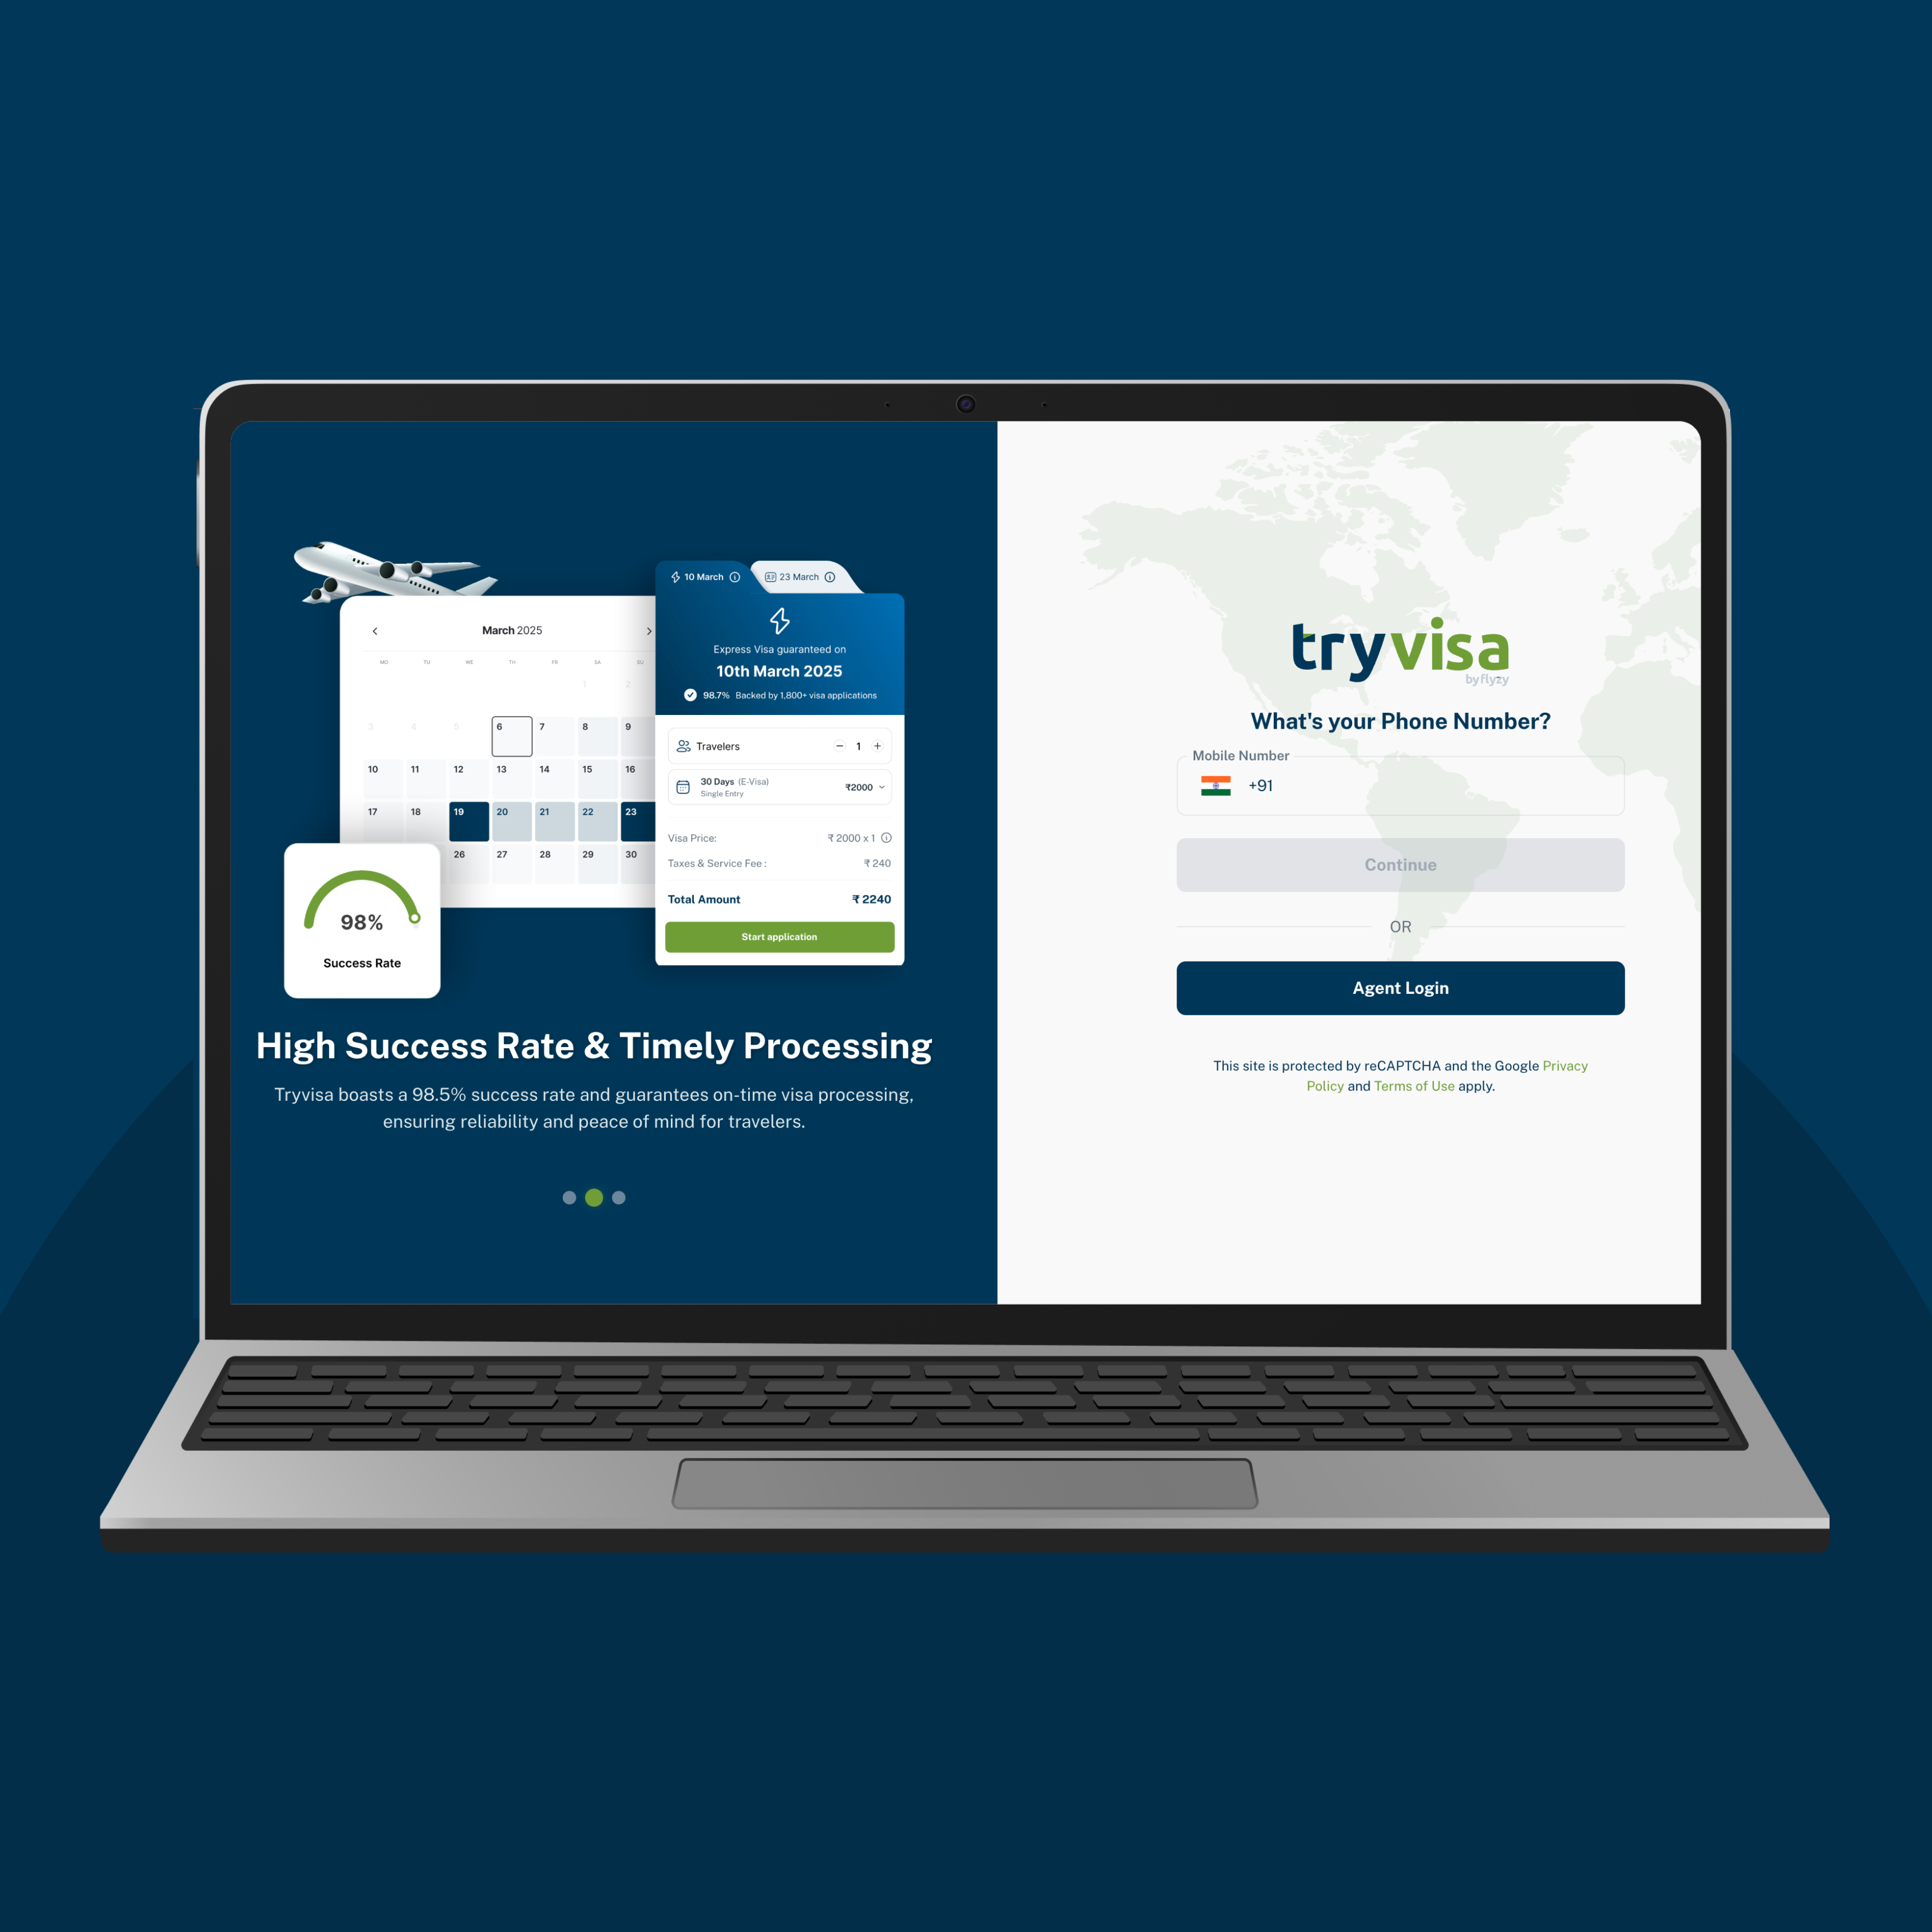 10 March
23 March
March 2025
MO TU WE TH FR SA SU
1 3
3 4 5 6 7 8 9
10 11 12 13 14 15 16
17 18 19 20 21 22 23
26 27 28 29 30
Express Visa guaranteed on
10th March 2025
98.7% Backed by 1,800+ visa applications
Travelers
− 1 +
30 Days (E-Visa)
Single Entry
₹2000
Visa Price:
₹ 2000 x 1
Taxes & Service Fee :
₹ 240
Total Amount
₹ 2240
Start application
98%
Success Rate
High Success Rate & Timely Processing
Tryvisa boasts a 98.5% success rate and guarantees on-time visa processing,
ensuring reliability and peace of mind for travelers.
tryvisa
by flyzy
What's your Phone Number?
Mobile Number
+91
Continue
OR
Agent Login
This site is protected by reCAPTCHA and the Google Privacy
Policy and Terms of Use apply.